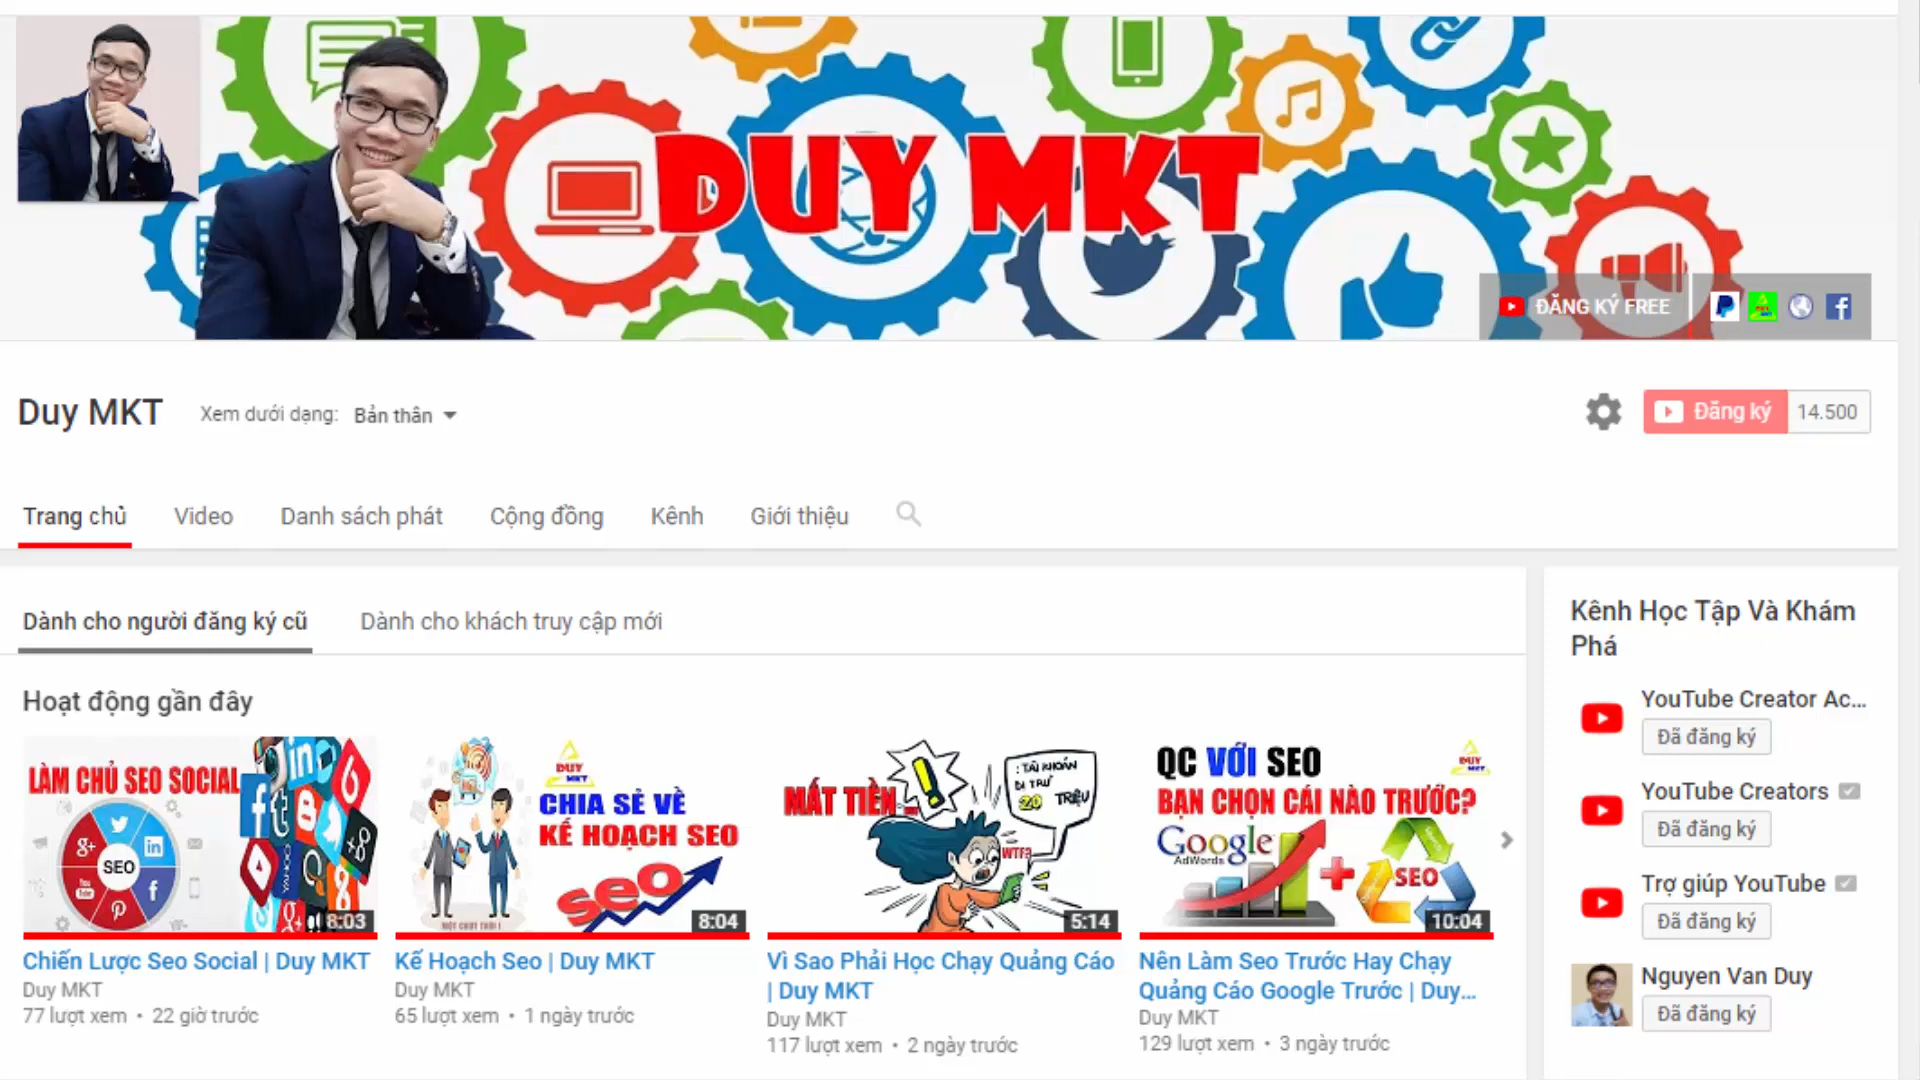 DUY MKT
ĐĂNG KÝ FREE
Duy MKT
Xem dưới dạng: Bản thân
Đăng ký 14.500
Trang chủ Video Danh sách phát Cộng đồng Kênh Giới thiệu
Dành cho người đăng ký cũ Dành cho khách truy cập mới
Hoạt động gần đây
LÀM CHỦ SEO SOCIAL
SEO
8:03
Chiến Lược Seo Social | Duy MKT
Duy MKT
77 lượt xem • 22 giờ trước
DUY
MKT
CHIA SẺ VỀ
KẾ HOẠCH SEO
seo
8:04
Kế Hoạch Seo | Duy MKT
Duy MKT
65 lượt xem • 1 ngày trước
MẤT TIỀN...
: TÀI KHOẢN
BỊ TRỪ
20 TRIỆU
WTF?
5:14
Vì Sao Phải Học Chạy Quảng Cáo
| Duy MKT
Duy MKT
117 lượt xem • 2 ngày trước
QC VỚI SEO
DUY
MKT
BẠN CHỌN CÁI NÀO TRƯỚC?
Google
AdWords
SEO
10:04
Nên Làm Seo Trước Hay Chạy
Quảng Cáo Google Trước | Duy...
Duy MKT
129 lượt xem • 3 ngày trước
Kênh Học Tập Và Khám
Phá
YouTube Creator Ac...
Đã đăng ký
YouTube Creators
Đã đăng ký
Trợ giúp YouTube
Đã đăng ký
Nguyen Van Duy
Đã đăng ký